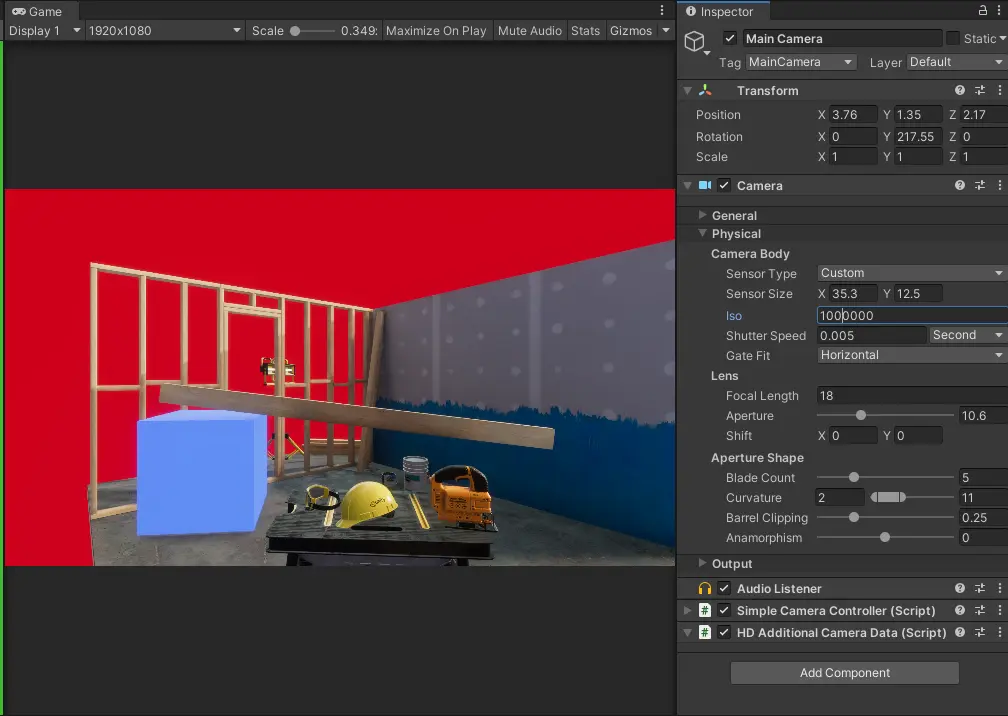 Game
Display 1 1920x1080 Scale 0.349: Maximize On Play Mute Audio Stats Gizmos
Inspector
Main Camera Static
Tag MainCamera Layer Default
Transform
Position X 3.76 Y 1.35 Z 2.17
Rotation X 0 Y 217.55 Z 0
Scale X 1 Y 1 Z 1
Camera
General
Physical
Camera Body
Sensor Type Custom
Sensor Size X 35.3 Y 12.5
Iso 1000000
Shutter Speed 0.005 Second
Gate Fit Horizontal
Lens
Focal Length 18
Aperture 10.6
Shift X 0 Y 0
Aperture Shape
Blade Count 5
Curvature 2 11
Barrel Clipping 0.25
Anamorphism 0
Output
Audio Listener
# Simple Camera Controller (Script)
# HD Additional Camera Data (Script)
Add Component